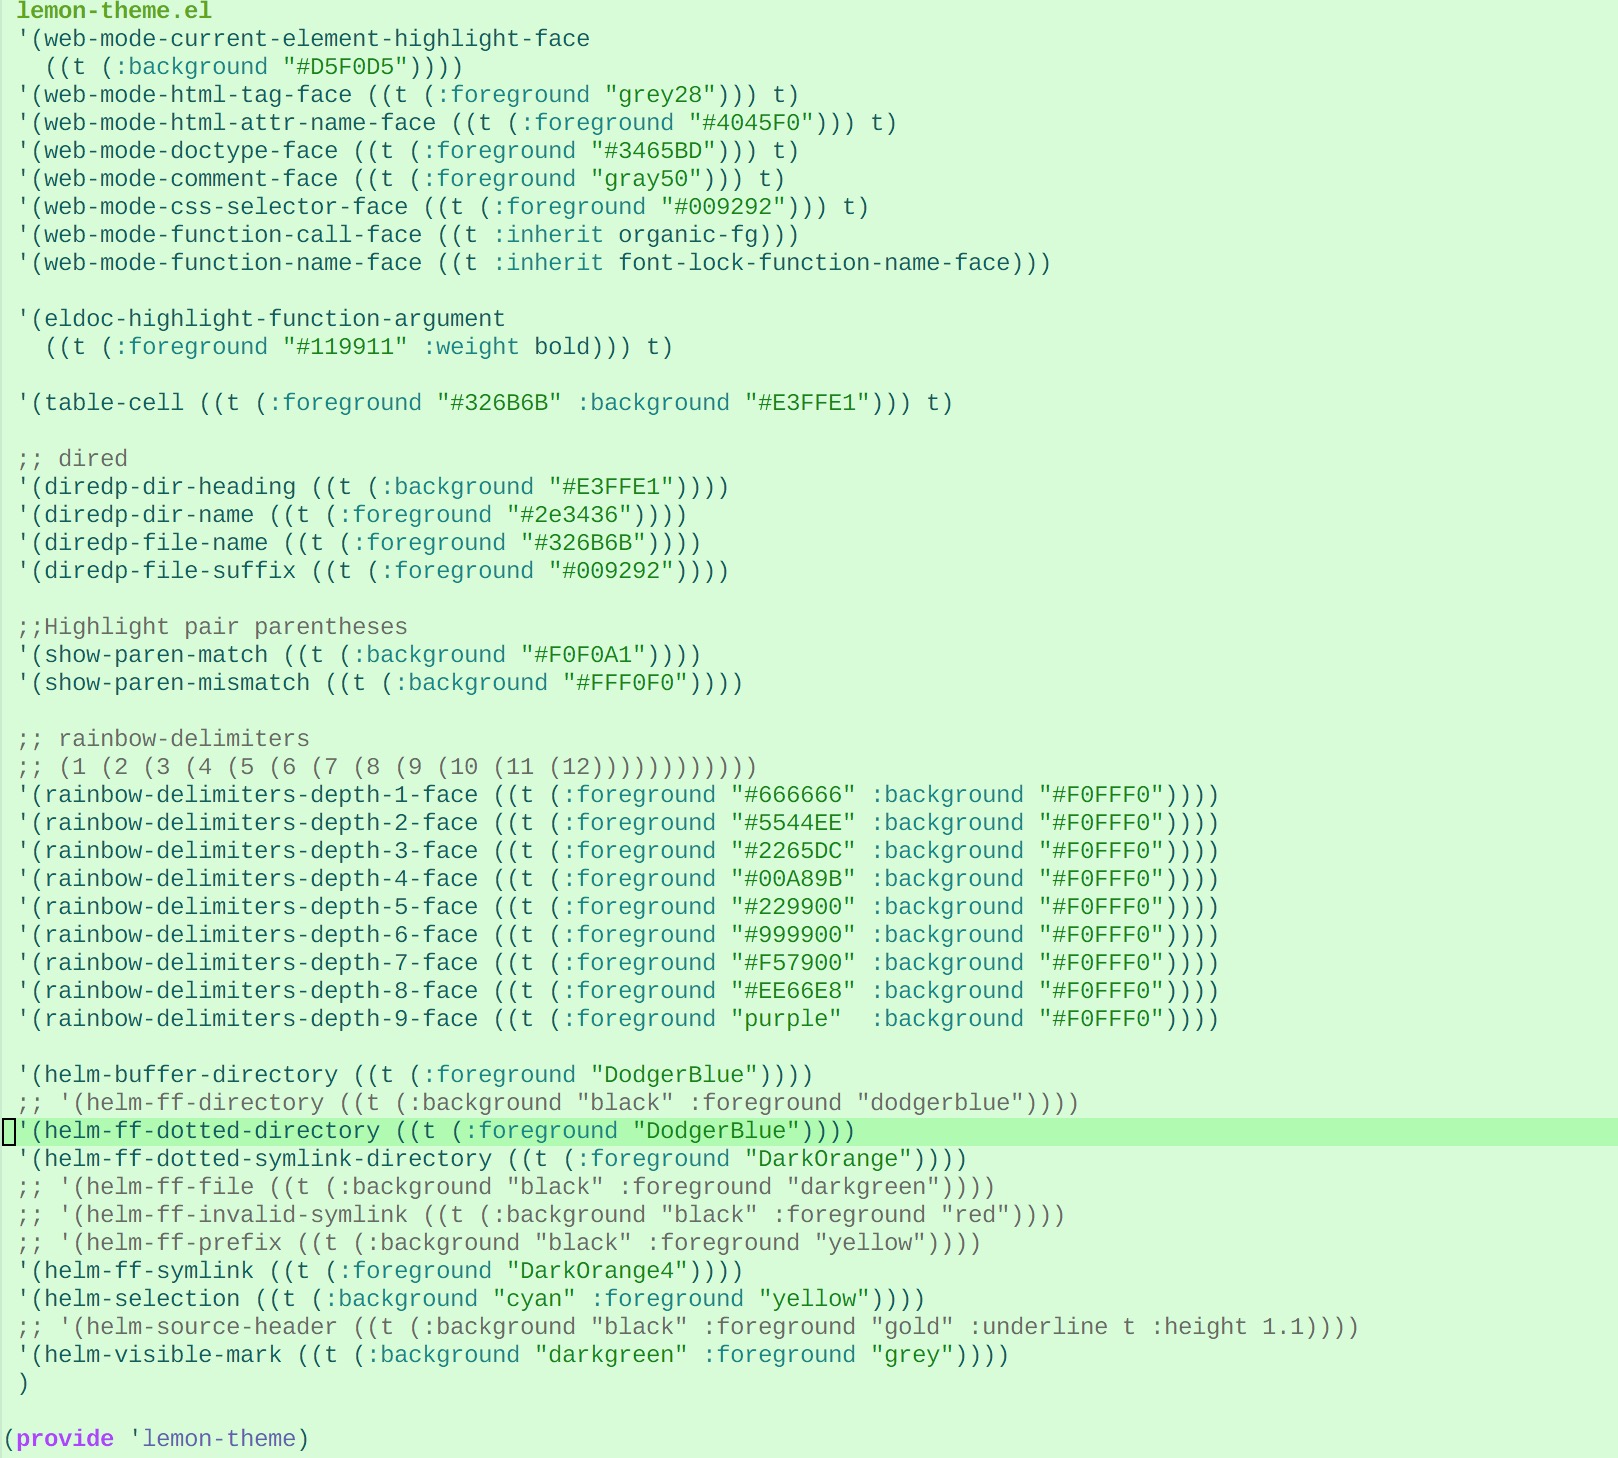 lemon-theme.el
'(web-mode-current-element-highlight-face
  ((t (:background "#D5F0D5"))))
'(web-mode-html-tag-face ((t (:foreground "grey28"))) t)
'(web-mode-html-attr-name-face ((t (:foreground "#4045F0"))) t)
'(web-mode-doctype-face ((t (:foreground "#3465BD"))) t)
'(web-mode-comment-face ((t (:foreground "gray50"))) t)
'(web-mode-css-selector-face ((t (:foreground "#009292"))) t)
'(web-mode-function-call-face ((t :inherit organic-fg)))
'(web-mode-function-name-face ((t :inherit font-lock-function-name-face)))

'(eldoc-highlight-function-argument
  ((t (:foreground "#119911" :weight bold))) t)

'(table-cell ((t (:foreground "#326B6B" :background "#E3FFE1"))) t)

;; dired
'(diredp-dir-heading ((t (:background "#E3FFE1"))))
'(diredp-dir-name ((t (:foreground "#2e3436"))))
'(diredp-file-name ((t (:foreground "#326B6B"))))
'(diredp-file-suffix ((t (:foreground "#009292"))))

;;Highlight pair parentheses
'(show-paren-match ((t (:background "#F0F0A1"))))
'(show-paren-mismatch ((t (:background "#FFF0F0"))))

;; rainbow-delimiters
;; (1 (2 (3 (4 (5 (6 (7 (8 (9 (10 (11 (12))))))))))))
'(rainbow-delimiters-depth-1-face ((t (:foreground "#666666" :background "#F0FFF0"))))
'(rainbow-delimiters-depth-2-face ((t (:foreground "#5544EE" :background "#F0FFF0"))))
'(rainbow-delimiters-depth-3-face ((t (:foreground "#2265DC" :background "#F0FFF0"))))
'(rainbow-delimiters-depth-4-face ((t (:foreground "#00A89B" :background "#F0FFF0"))))
'(rainbow-delimiters-depth-5-face ((t (:foreground "#229900" :background "#F0FFF0"))))
'(rainbow-delimiters-depth-6-face ((t (:foreground "#999900" :background "#F0FFF0"))))
'(rainbow-delimiters-depth-7-face ((t (:foreground "#F57900" :background "#F0FFF0"))))
'(rainbow-delimiters-depth-8-face ((t (:foreground "#EE66E8" :background "#F0FFF0"))))
'(rainbow-delimiters-depth-9-face ((t (:foreground "purple"  :background "#F0FFF0"))))

'(helm-buffer-directory ((t (:foreground "DodgerBlue"))))
;; '(helm-ff-directory ((t (:background "black" :foreground "dodgerblue"))))
'(helm-ff-dotted-directory ((t (:foreground "DodgerBlue"))))
'(helm-ff-dotted-symlink-directory ((t (:foreground "DarkOrange"))))
;; '(helm-ff-file ((t (:background "black" :foreground "darkgreen"))))
;; '(helm-ff-invalid-symlink ((t (:background "black" :foreground "red"))))
;; '(helm-ff-prefix ((t (:background "black" :foreground "yellow"))))
'(helm-ff-symlink ((t (:foreground "DarkOrange4"))))
'(helm-selection ((t (:background "cyan" :foreground "yellow"))))
;; '(helm-source-header ((t (:background "black" :foreground "gold" :underline t :height 1.1))))
'(helm-visible-mark ((t (:background "darkgreen" :foreground "grey"))))
)

(provide 'lemon-theme)